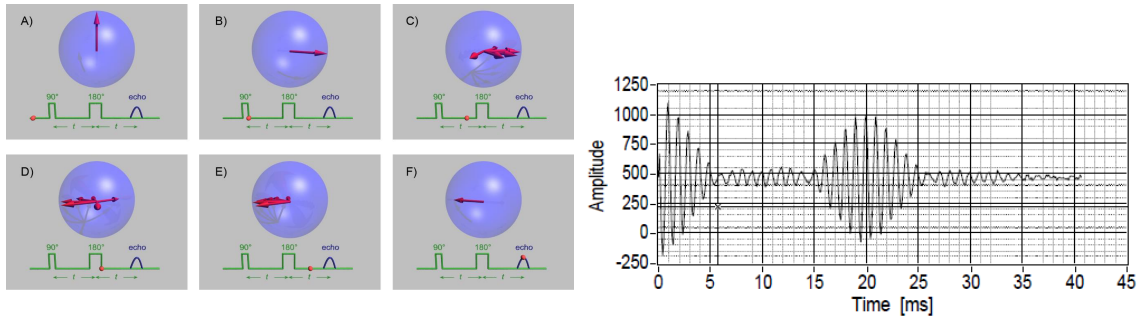 A)
90° 180° echo
t t
B)
90° 180° echo
t t
C)
90° 180° echo
t t
D)
90° 180° echo
t t
E)
90° 180° echo
t t
F)
90° 180° echo
t t
Amplitude
1250
1000
750
500
250
0
-250
0 5 10 15 20 25 30 35 40 45
Time [ms]